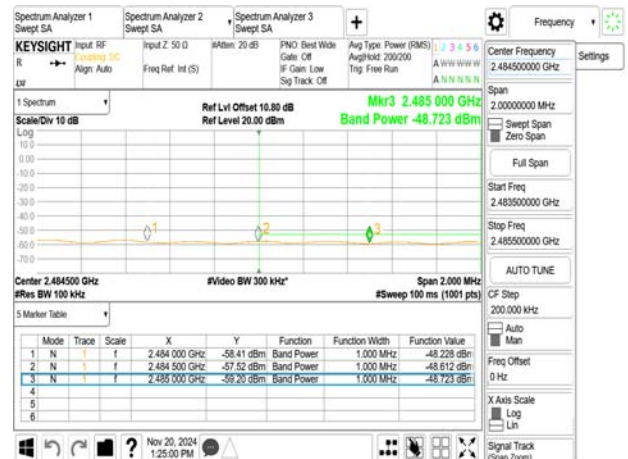 Spectrum Analyzer 1
Swept SA
Spectrum Analyzer 2
Swept SA
Spectrum Analyzer 3
Swept SA
+
Frequency
KEYSIGHT
R
Input: RF
Coupling: DC
Align: Auto
Input Z: 50 Ω
Freq Ref: Int (S)
#Atten: 20 dB
PNO: Best Wide
Gate: Off
IF Gain: Low
Sig Track: Off
Avg Type: Power (RMS)
Avg|Hold: 200/200
Trig: Free Run
1 2 3 4 5 6
A W W W W W
A N N N N N
1 Spectrum
Scale/Div 10 dB
Ref Lvl Offset 10.80 dB
Ref Level 20.00 dBm
Mkr3 2.485 000 GHz
Band Power -48.723 dBm
Log
10.0
0.00
-10.0
-20.0
-30.0
-40.0
-50.0
-60.0
-70.0
1
2
3
Center 2.484500 GHz
#Res BW 100 kHz
#Video BW 300 kHz*
Span 2.000 MHz
#Sweep 100 ms (1001 pts)
5 Marker Table
Mode Trace Scale X Y Function Function Width Function Value
1 N 1 f 2.484 000 GHz -58.41 dBm Band Power 1.000 MHz -48.228 dBm
2 N 1 f 2.484 500 GHz -57.52 dBm Band Power 1.000 MHz -48.612 dBm
3 N 1 f 2.485 000 GHz -59.20 dBm Band Power 1.000 MHz -48.723 dBm
4
5
6
Nov 20, 2024
1:25:00 PM
Center Frequency
2.484500000 GHz
Settings
Span
2.00000000 MHz
Swept Span
Zero Span
Full Span
Start Freq
2.483500000 GHz
Stop Freq
2.485500000 GHz
AUTO TUNE
CF Step
200.000 kHz
Auto
Man
Freq Offset
0 Hz
X Axis Scale
Log
Lin
Signal Track
(Span Zoom)